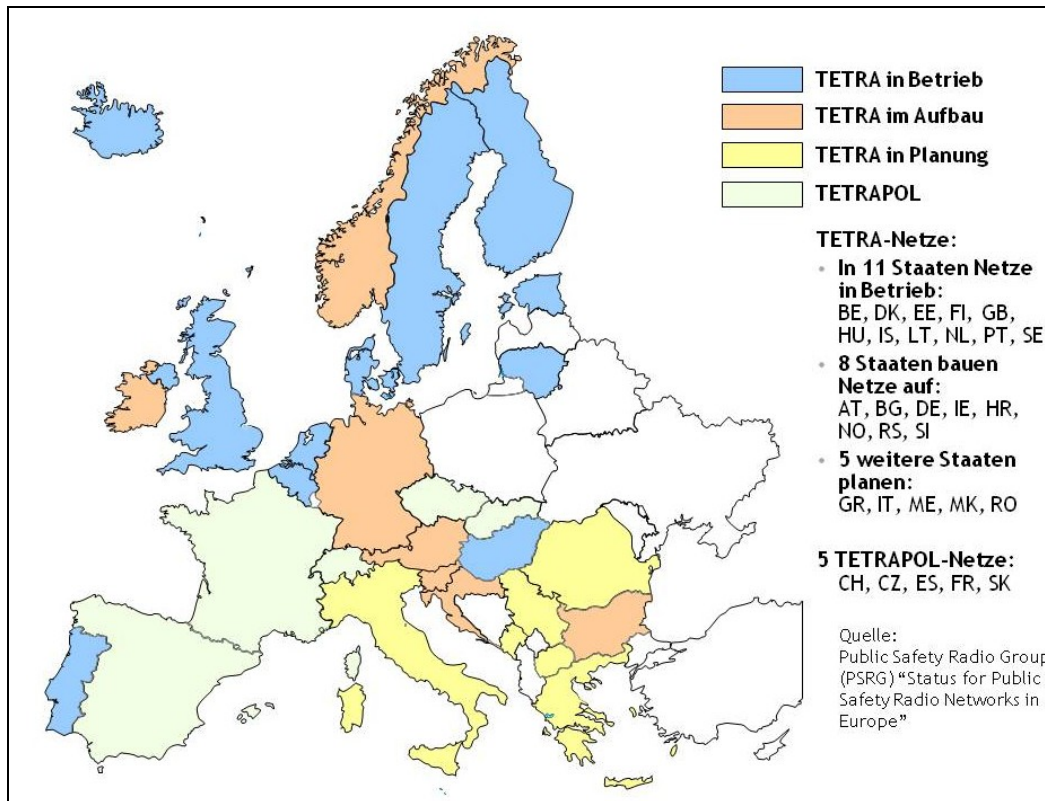 TETRA in Betrieb
TETRA im Aufbau
TETRA in Planung
TETRAPOL
TETRA-Netze:
• In 11 Staaten Netze
in Betrieb:
BE, DK, EE, FI, GB,
HU, IS, LT, NL, PT, SE
• 8 Staaten bauen
Netze auf:
AT, BG, DE, IE, HR,
NO, RS, SI
• 5 weitere Staaten
planen:
GR, IT, ME, MK, RO
5 TETRAPOL-Netze:
CH, CZ, ES, FR, SK
Quelle:
Public Safety Radio Group
(PSRG) “Status for Public
Safety Radio Networks in
Europe”